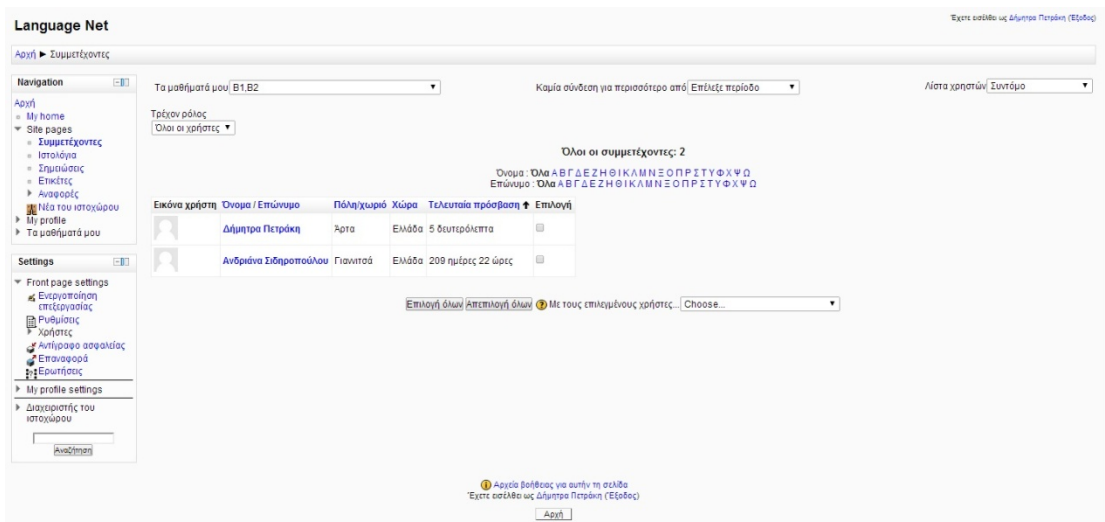 Language Net
Έχετε εισέλθει ως Δήμητρα Πετράκη (Έξοδος)
Αρχή ► Συμμετέχοντες
Navigation
Αρχή
My home
Site pages
Συμμετέχοντες
Ιστολόγια
Σημειώσεις
Ετικέτες
Αναφορές
Νέα του ιστοχώρου
My profile
Τα μαθήματά μου
Settings
Front page settings
Ενεργοποίηση
επεξεργασίας
Ρυθμίσεις
Χρήστες
Αντίγραφο ασφαλείας
Επαναφορά
Ερωτήσεις
My profile settings
Διαχειριστής του
ιστοχώρου
Αναζήτηση
Τα μαθήματά μου B1,B2 Καμία σύνδεση για περισσότερο από Επέλεξε περίοδο Λίστα χρηστών Συντόμο
Τρέχον ρόλος
Όλοι οι χρήστες
Όλοι οι συμμετέχοντες: 2
Όνομα : Όλα Α Β Γ Δ Ε Ζ Η Θ Ι Κ Λ Μ Ν Ξ Ο Π Ρ Σ Τ Υ Φ Χ Ψ Ω
Επώνυμο : Όλα Α Β Γ Δ Ε Ζ Η Θ Ι Κ Λ Μ Ν Ξ Ο Π Ρ Σ Τ Υ Φ Χ Ψ Ω
Εικόνα χρήστη Όνομα / Επώνυμο Πόλη/χωριό Χώρα Τελευταία πρόσβαση ↑ Επιλογή
Δήμητρα Πετράκη Άρτα Ελλάδα 5 δευτερόλεπτα
Ανδριάνα Σιδηροπούλου Γιαννιτσά Ελλάδα 209 ημέρες 22 ώρες
Επιλογή όλων Απεπιλογή όλων Με τους επιλεγμένους χρήστες... Choose...
Αρχεία βοήθειας για αυτήν τη σελίδα
Έχετε εισέλθει ως Δήμητρα Πετράκη (Έξοδος)
Αρχή